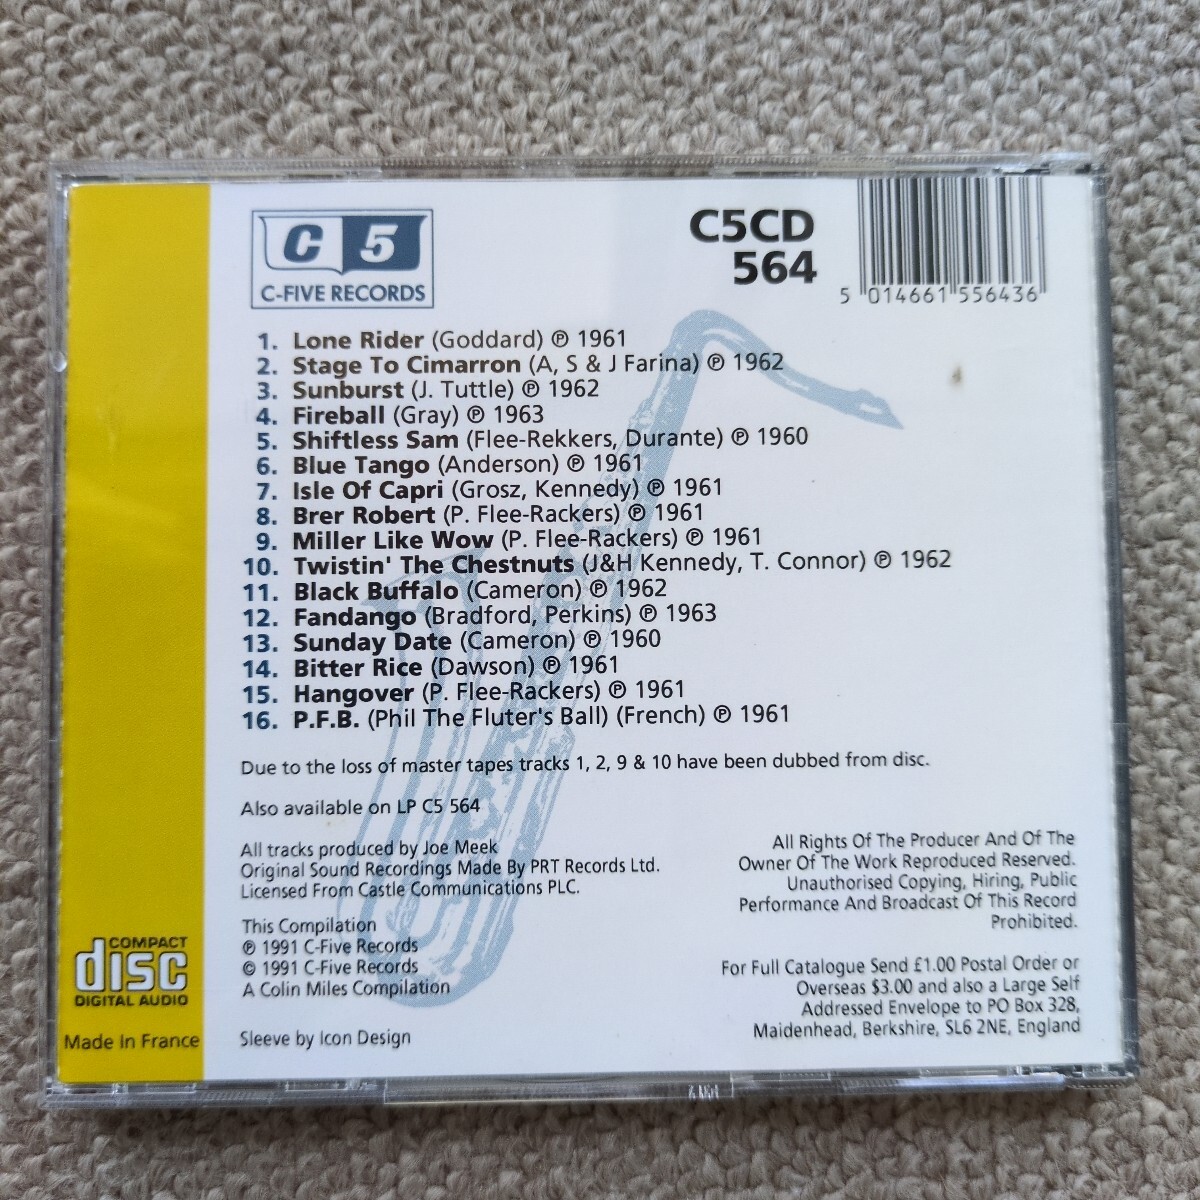 C 5
C-FIVE RECORDS
C5CD
564
5 014661 556436
1. Lone Rider (Goddard) ℗ 1961
2. Stage To Cimarron (A, S & J Farina) ℗ 1962
3. Sunburst (J. Tuttle) ℗ 1962
4. Fireball (Gray) ℗ 1963
5. Shiftless Sam (Flee-Rekkers, Durante) ℗ 1960
6. Blue Tango (Anderson) ℗ 1961
7. Isle Of Capri (Grosz, Kennedy) ℗ 1961
8. Brer Robert (P. Flee-Rackers) ℗ 1961
9. Miller Like Wow (P. Flee-Rackers) ℗ 1961
10. Twistin' The Chestnuts (J&H Kennedy, T. Connor) ℗ 1962
11. Black Buffalo (Cameron) ℗ 1962
12. Fandango (Bradford, Perkins) ℗ 1963
13. Sunday Date (Cameron) ℗ 1960
14. Bitter Rice (Dawson) ℗ 1961
15. Hangover (P. Flee-Rackers) ℗ 1961
16. P.F.B. (Phil The Fluter's Ball) (French) ℗ 1961
Due to the loss of master tapes tracks 1, 2, 9 & 10 have been dubbed from disc.
Also available on LP C5 564
All tracks produced by Joe Meek
Original Sound Recordings Made By PRT Records Ltd.
Licensed From Castle Communications PLC.
This Compilation
℗ 1991 C-Five Records
© 1991 C-Five Records
A Colin Miles Compilation
Sleeve by Icon Design
All Rights Of The Producer And Of The
Owner Of The Work Reproduced Reserved.
Unauthorised Copying, Hiring, Public
Performance And Broadcast Of This Record
Prohibited.
For Full Catalogue Send £1.00 Postal Order or
Overseas $3.00 and also a Large Self
Addressed Envelope to PO Box 328,
Maidenhead, Berkshire, SL6 2NE, England
COMPACT
disc
DIGITAL AUDIO
Made In France